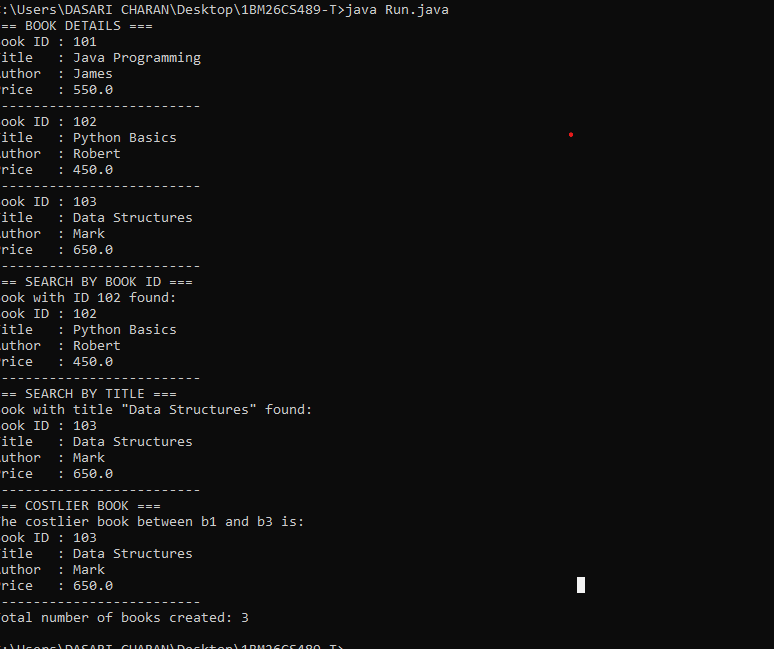 :\Users\DASARI CHARAN\Desktop\1BM26CS489-T>java Run.java
== BOOK DETAILS ===
ook ID : 101
itle   : Java Programming
uthor  : James
rice   : 550.0
-------------------------
ook ID : 102
itle   : Python Basics
uthor  : Robert
rice   : 450.0
-------------------------
ook ID : 103
itle   : Data Structures
uthor  : Mark
rice   : 650.0
-------------------------
== SEARCH BY BOOK ID ===
ook with ID 102 found:
ook ID : 102
itle   : Python Basics
uthor  : Robert
rice   : 450.0
-------------------------
== SEARCH BY TITLE ===
ook with title "Data Structures" found:
ook ID : 103
itle   : Data Structures
uthor  : Mark
rice   : 650.0
-------------------------
== COSTLIER BOOK ===
he costlier book between b1 and b3 is:
ook ID : 103
itle   : Data Structures
uthor  : Mark
rice   : 650.0
-------------------------
otal number of books created: 3
:\Users\DASARI CHARAN\Desktop\1BM26CS489-T>